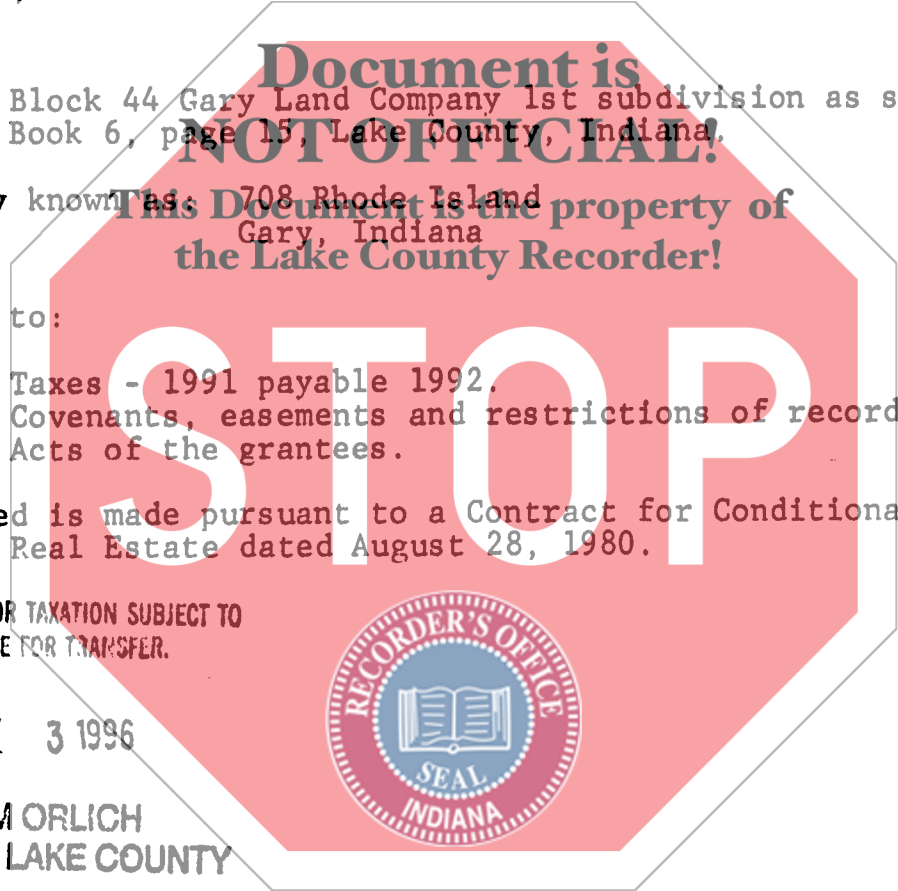 Document is
Block 44 Gary Land Company 1st subdivision as s
Book 6, page 15, Lake County, Indiana.
NOT OFFICIAL!
known as: 708 Rhode Island
This Document is the property of
Gary, Indiana
the Lake County Recorder!
to:
STOP
Taxes - 1991 payable 1992.
Covenants, easements and restrictions of record
Acts of the grantees.
ed is made pursuant to a Contract for Conditiona
Real Estate dated August 28, 1980.
OR TAXATION SUBJECT TO
E FOR TRANSFER.
RECORDER'S OFFICE
SEAL
INDIANA
3 1996
M ORLICH
LAKE COUNTY